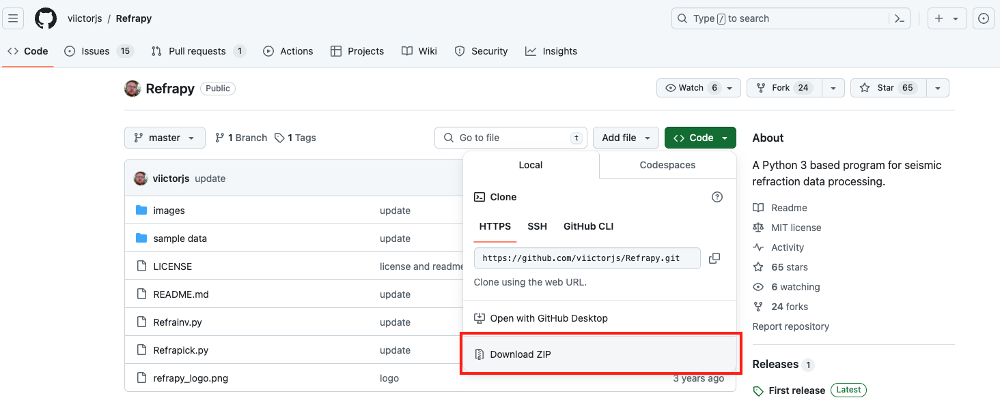 viictorjs / Refrapy
Type / to search
Code Issues 15 Pull requests 1 Actions Projects Wiki Security Insights
Refrapy Public
Watch 6 Fork 24 Star 65
master 1 Branch 1 Tags Go to file t Add file Code
About
A Python 3 based program for seismic
refraction data processing.
Readme
MIT license
Activity
65 stars
6 watching
24 forks
Report repository
Releases 1
First release Latest
viictorjs update
images update
sample data update
LICENSE license and readme
README.md update
Refrainv.py update
Refrapick.py update
refrapy_logo.png logo 3 years ago
Local Codespaces
Clone
HTTPS SSH GitHub CLI
https://github.com/viictorjs/Refrapy.git
Clone using the web URL.
Open with GitHub Desktop
Download ZIP